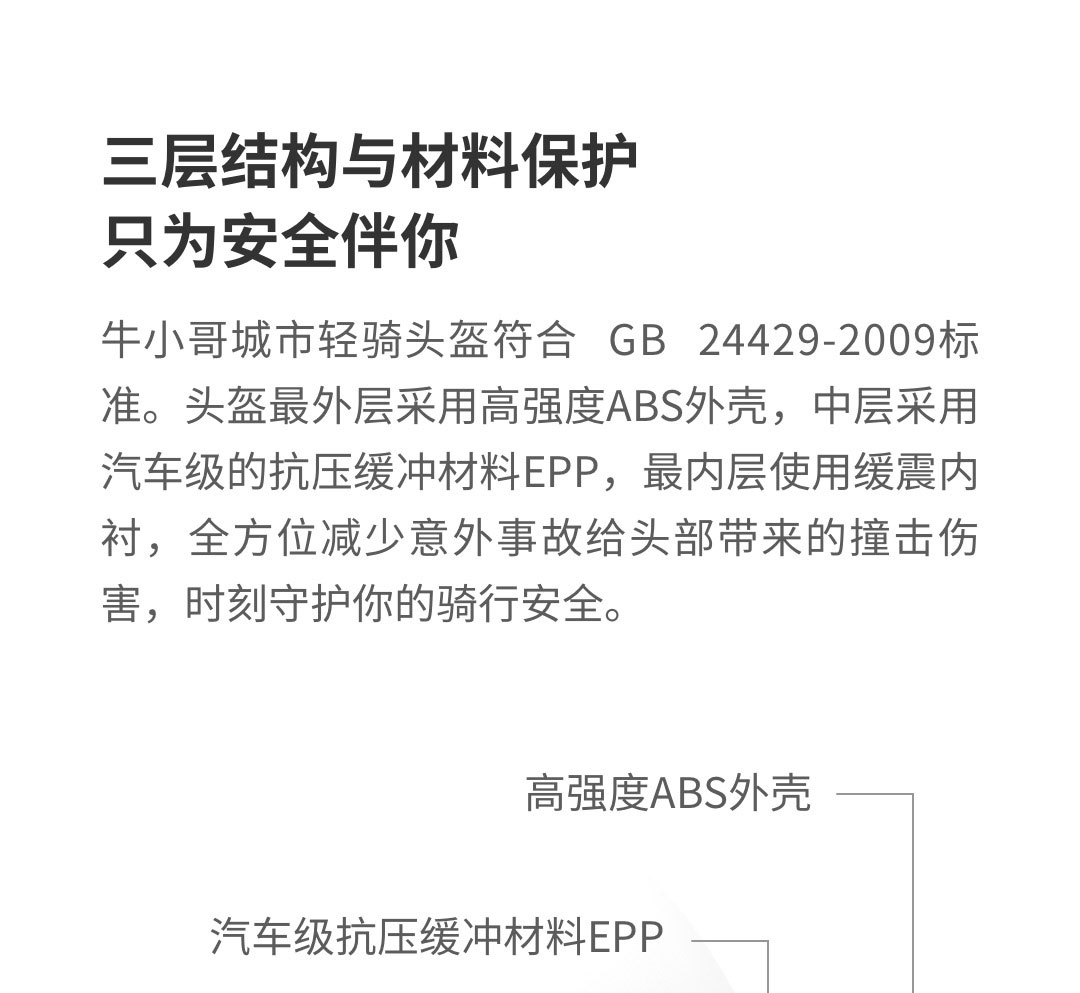 三层结构与材料保护
只为安全伴你
牛小哥城市轻骑头盔符合 GB 24429-2009标
准。头盔最外层采用高强度ABS外壳，中层采用
汽车级的抗压缓冲材料EPP，最内层使用缓震内
衬，全方位减少意外事故给头部带来的撞击伤
害，时刻守护你的骑行安全。
高强度ABS外壳
汽车级抗压缓冲材料EPP